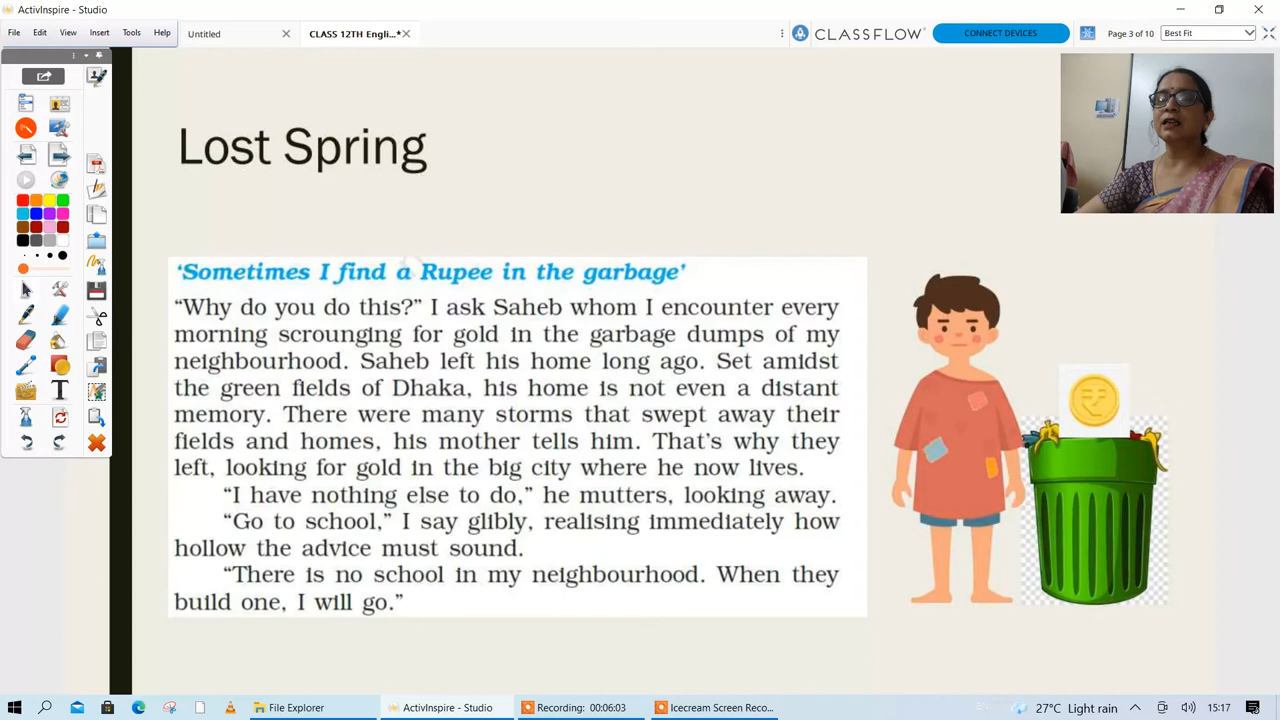 ActivInspire - Studio
File Edit View Insert Tools Help
Untitled
CLASS 12TH Engli...*
CLASSFLOW
CONNECT DEVICES
Page 3 of 10
Best Fit
Lost Spring
‘Sometimes I find a Rupee in the garbage’
“Why do you do this?” I ask Saheb whom I encounter every
morning scrounging for gold in the garbage dumps of my
neighbourhood. Saheb left his home long ago. Set amidst
the green fields of Dhaka, his home is not even a distant
memory. There were many storms that swept away their
fields and homes, his mother tells him. That’s why they
left, looking for gold in the big city where he now lives.
“I have nothing else to do,” he mutters, looking away.
“Go to school,” I say glibly, realising immediately how
hollow the advice must sound.
“There is no school in my neighbourhood. When they
build one, I will go.”
File Explorer
ActivInspire - Studio
Recording: 00:06:03
Icecream Screen Reco...
27°C Light rain
15:17